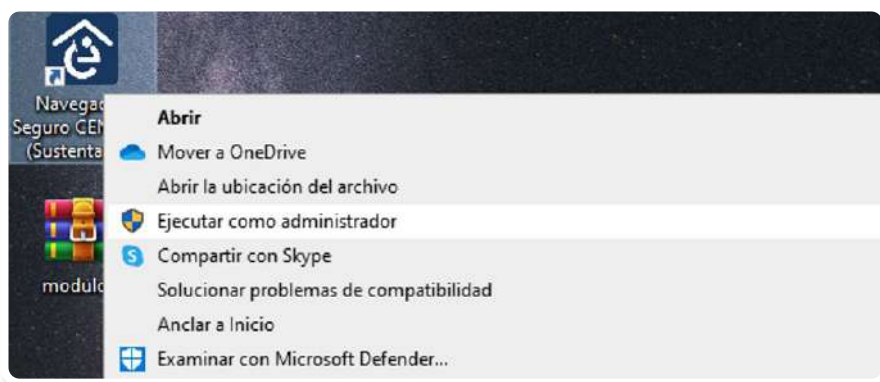 Seguro
Abrir
Mover a OneDrive
Abrir la ubicación del archivo
Ejecutar como administrador
Compartir con Skype
Solucionar problemas de compatibilidad
Anclar a Inicio
Examinar con Microsoft Defender...